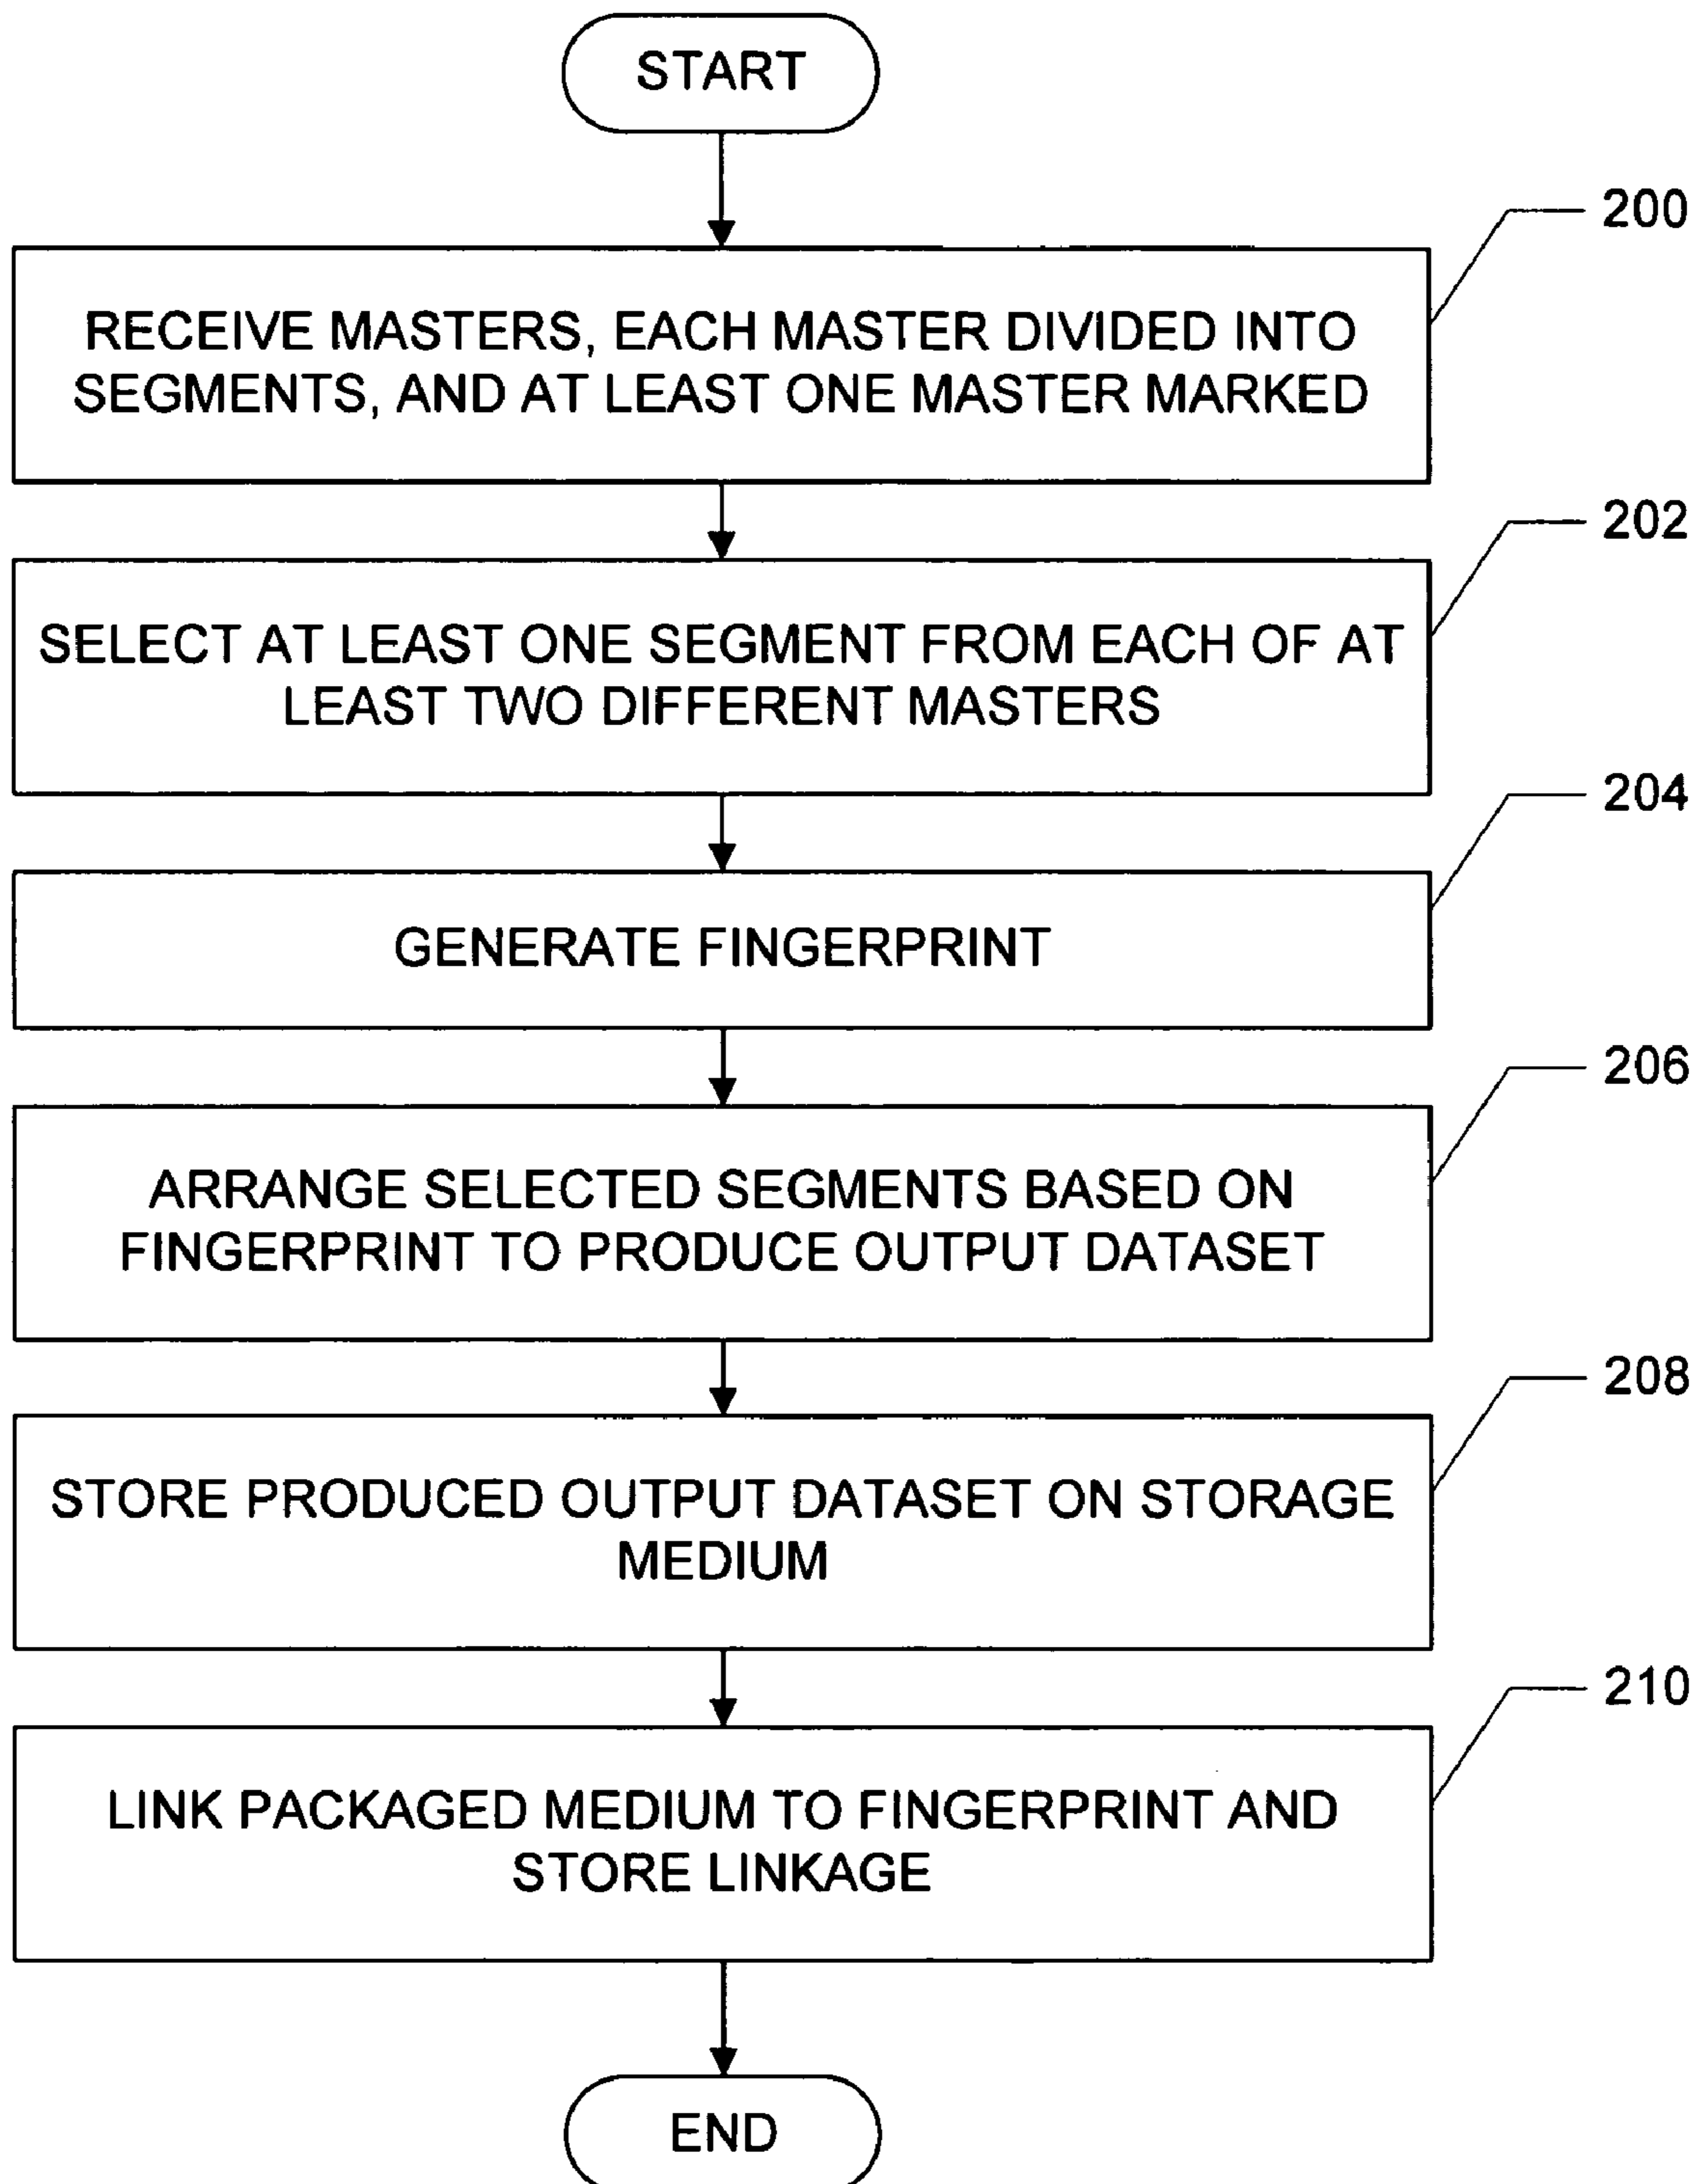 START
200
RECEIVE MASTERS, EACH MASTER DIVIDED INTO
SEGMENTS, AND AT LEAST ONE MASTER MARKED
202
SELECT AT LEAST ONE SEGMENT FROM EACH OF AT
LEAST TWO DIFFERENT MASTERS
204
GENERATE FINGERPRINT
206
ARRANGE SELECTED SEGMENTS BASED ON
FINGERPRINT TO PRODUCE OUTPUT DATASET
208
STORE PRODUCED OUTPUT DATASET ON STORAGE
MEDIUM
210
LINK PACKAGED MEDIUM TO FINGERPRINT AND
STORE LINKAGE
END